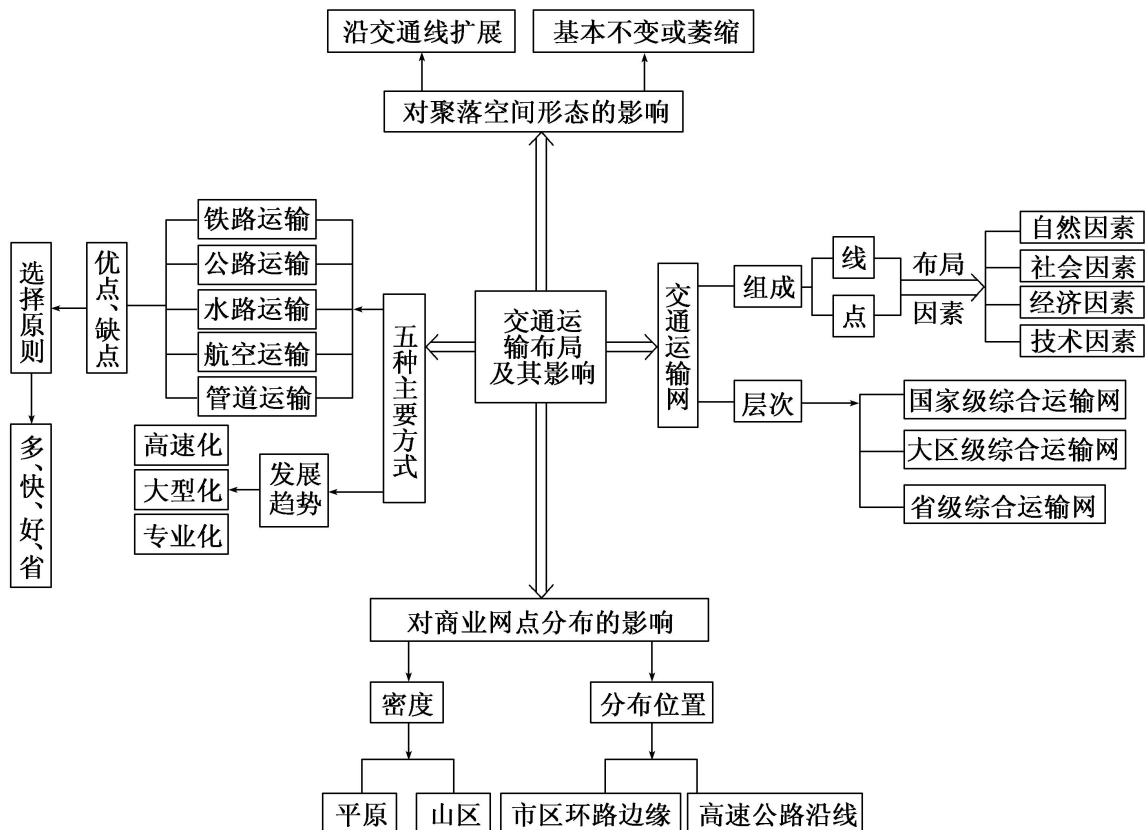 沿交通线扩展
基本不变或萎缩
对聚落空间形态的影响
铁路运输
公路运输
水路运输
航空运输
管道运输
优点、缺点
选择原则
多、快、好、省
五种主要方式
高速化
大型化
专业化
发展
趋势
交通运
输布局
及其影响
交通运输网
组成
线
点
布局
因素
自然因素
社会因素
经济因素
技术因素
层次
国家级综合运输网
大区级综合运输网
省级综合运输网
对商业网点分布的影响
密度
分布位置
平原
山区
市区环路边缘
高速公路沿线